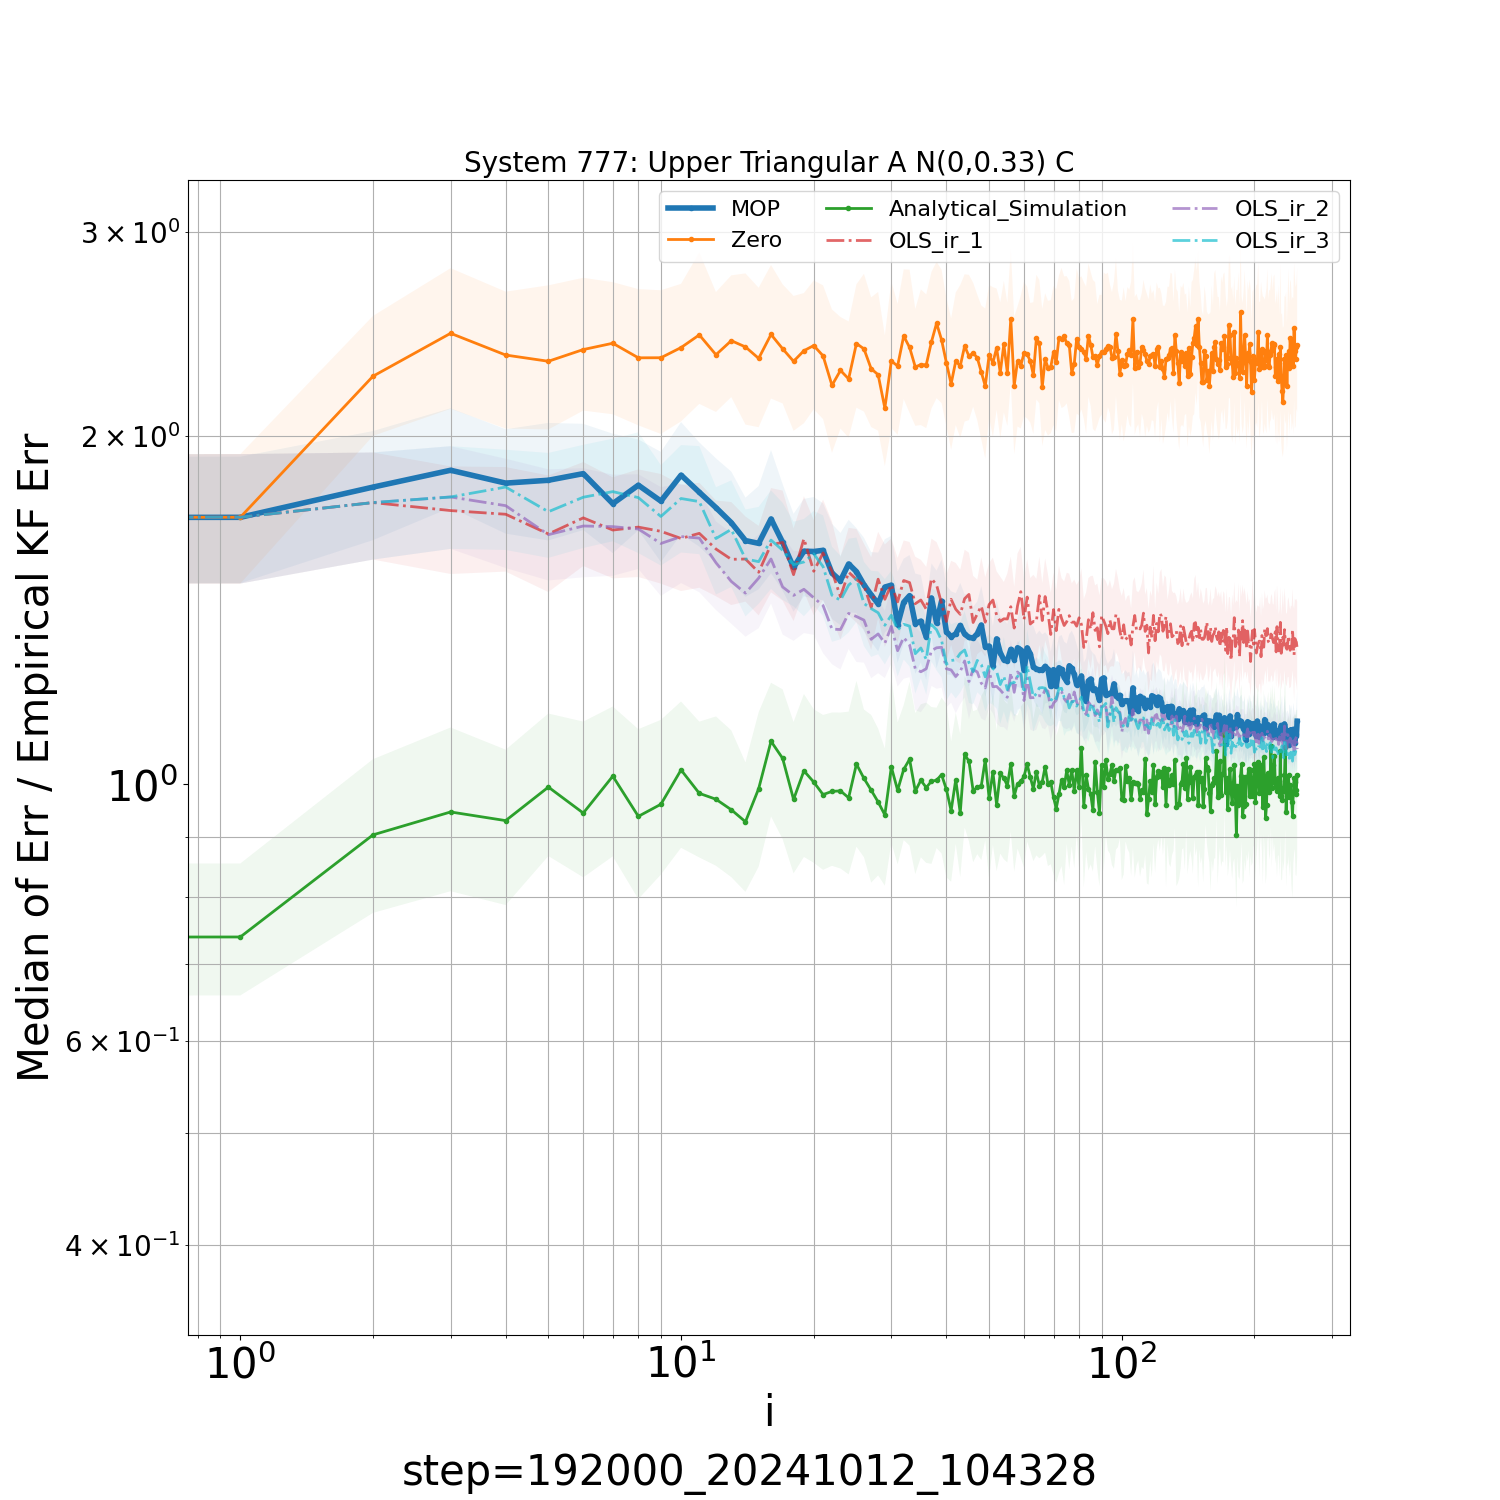 System 777: Upper Triangular A N(0,0.33) C
MOP
Zero
Analytical_Simulation
OLS_ir_1
OLS_ir_2
OLS_ir_3
Median of Err / Empirical KF Err
3 × 10⁰
2 × 10⁰
10⁰
6 × 10⁻¹
4 × 10⁻¹
10⁰
10¹
10²
i
step=192000_20241012_104328